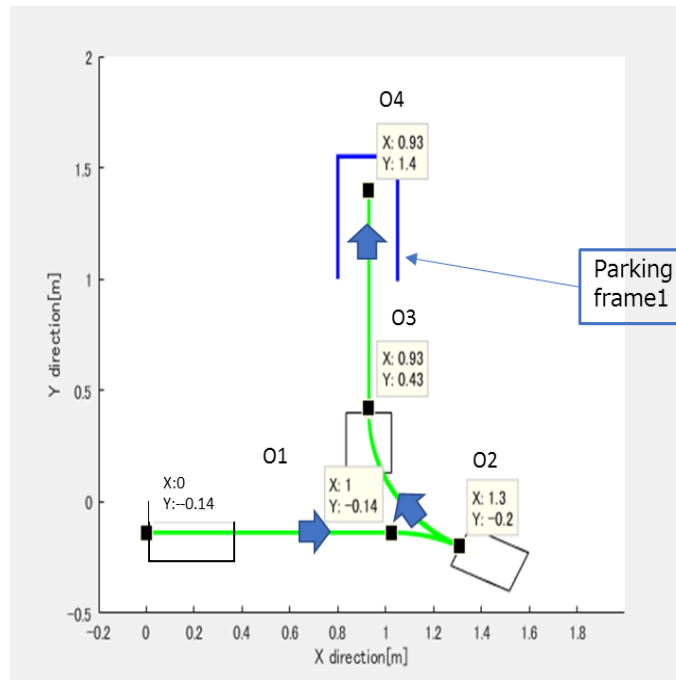 O4
2
X: 0.93
Y: 1.4
1.5
Parking
frame1
1
O3
Y direction[m]
X: 0.93
Y: 0.43
0.5
O1
O2
X:0
Y:--0.14
X: 1
Y: -0.14
X: 1.3
Y: -0.2
0
-0.5
-0.2 0 0.2 0.4 0.6 0.8 1 1.2 1.4 1.6 1.8
X direction[m]